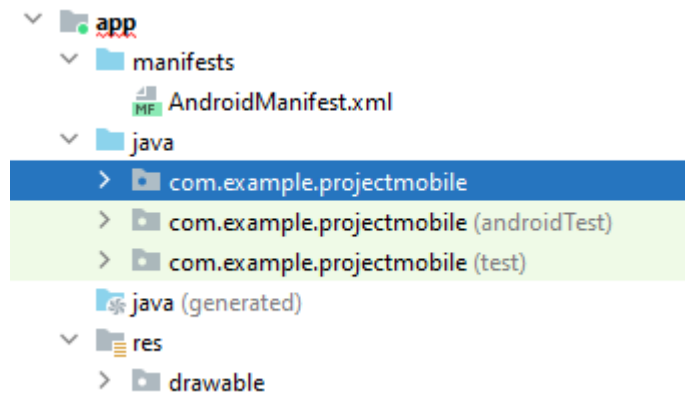 app
manifests
MF AndroidManifest.xml
java
com.example.projectmobile
com.example.projectmobile (androidTest)
com.example.projectmobile (test)
java (generated)
res
drawable